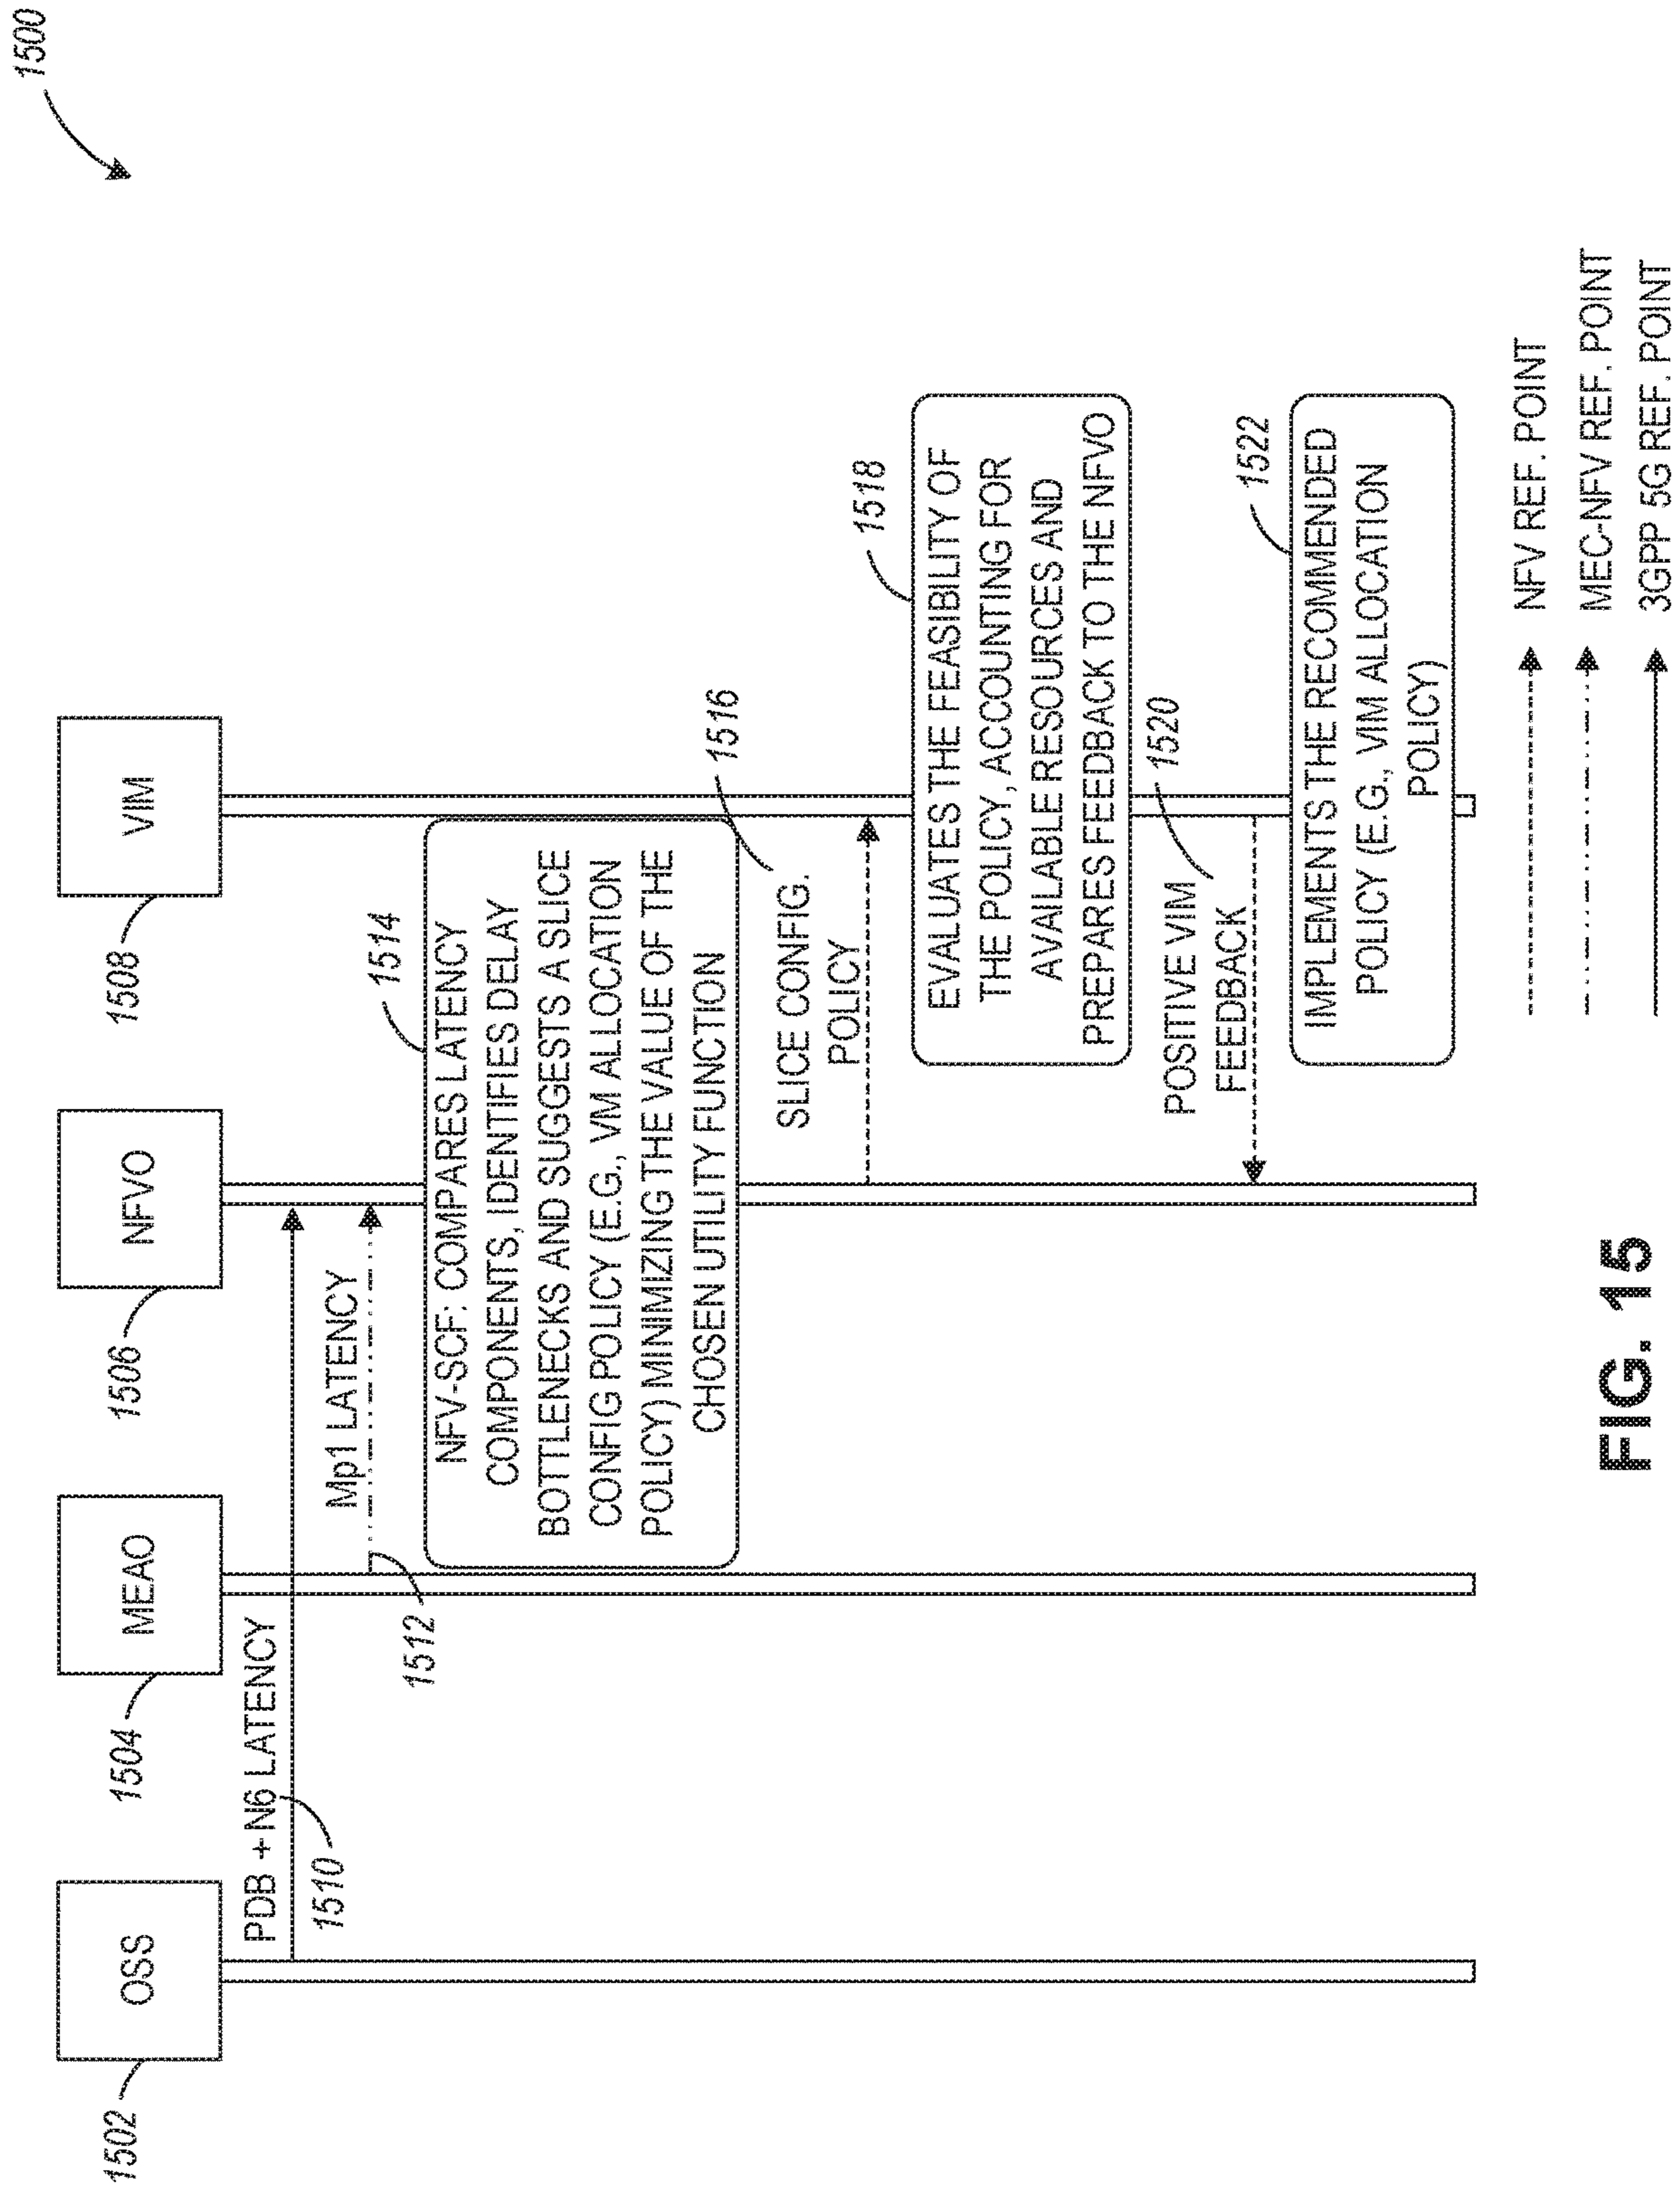 1500
OSS
MEAO
NFVO
VIM
1502
1504
1506
1508
PDB + N6 LATENCY
1510
Mp1 LATENCY
1512
1514
NFV-SCF: COMPARES LATENCY
COMPONENTS, IDENTIFIES DELAY
BOTTLENECKS AND SUGGESTS A SLICE
CONFIG POLICY (E.G., VM ALLOCATION
POLICY) MINIMIZING THE VALUE OF THE
CHOSEN UTILITY FUNCTION
1516
SLICE CONFIG.
POLICY
1518
EVALUATES THE FEASIBILITY OF
THE POLICY, ACCOUNTING FOR
AVAILABLE RESOURCES AND
PREPARES FEEDBACK TO THE NFVO
1520
POSITIVE VIM
FEEDBACK
1522
IMPLEMENTS THE RECOMMENDED
POLICY (E.G., VIM ALLOCATION
POLICY)
NFV REF. POINT
MEC-NFV REF. POINT
3GPP 5G REF. POINT
FIG. 15